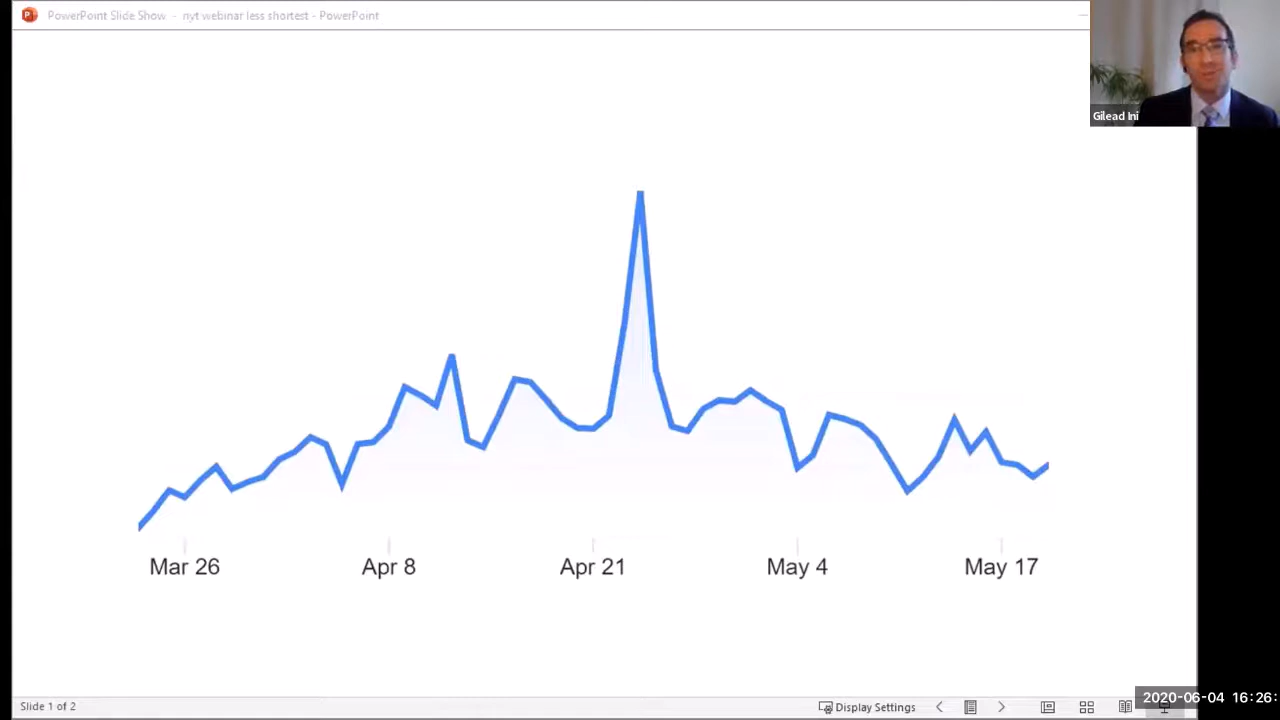 PowerPoint Slide Show - nyt webinar less shortest - PowerPoint
Gilead Ini
Mar 26
Apr 8
Apr 21
May 4
May 17
Slide 1 of 2
Display Settings
2020-06-04 16:26: